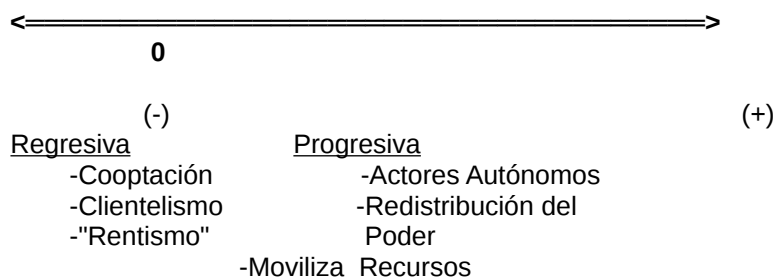 <══════════════════════════════>
0
(-) (+)
Regresiva Progresiva
-Cooptación -Actores Autónomos
-Clientelismo -Redistribución del
-"Rentismo" Poder
-Moviliza Recursos